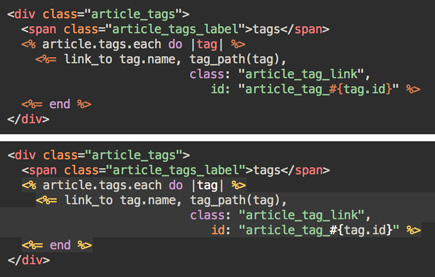 <div class="article_tags">
  <span class="article_tags_label">tags</span>
  <% article.tags.each do |tag| %>
    <%= link_to tag.name, tag_path(tag),
                          class: "article_tag_link",
                             id: "article_tag_#{tag.id}" %>
  <%= end %>
</div>
<div class="article_tags">
  <span class="article_tags_label">tags</span>
  <% article.tags.each do |tag| %>
    <%= link_to tag.name, tag_path(tag),
                          class: "article_tag_link",
                             id: "article_tag_#{tag.id}" %>
  <%= end %>
</div>